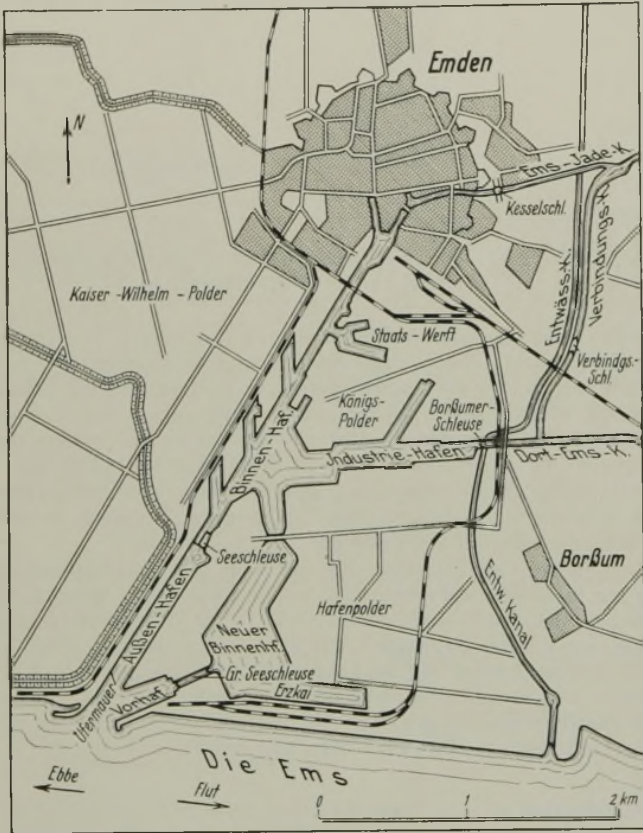 Emden
N
Ems-Jade-K.
Kesselschl.
Kaiser-Wilhelm-Polder
Entwäss.-K.
Verbindungs-K.
Staats-Werft
Verbindgs.-
Schl.
Königs-
Polder
Borßumer-
Schleuse
Binnen-Haf.
Industrie-Hafen
Dort.-Ems-K.
Seeschleuse
Borßum
Außen-Hafen
Hafenpolder
Entw. Kanal
Neuer
Binnenhf.
Gr. Seeschleuse
Erzkai
Vorhaf.
Ufermauer
Die Ems
Ebbe
Flut
0 1 2 km